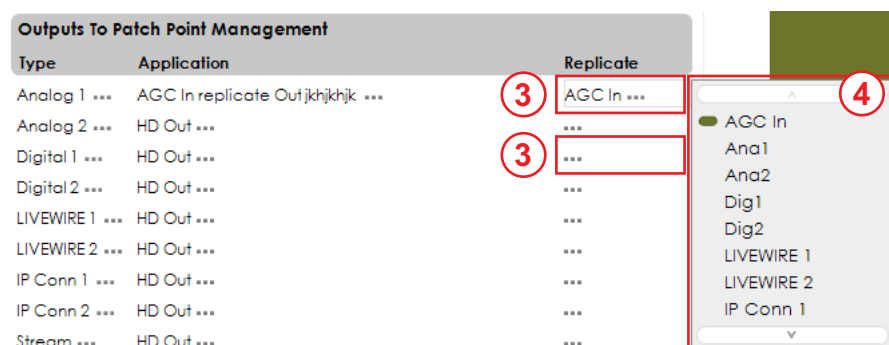 Outputs To Patch Point Management
Type Application Replicate
Analog 1 ... AGC In replicate Out jkhjkhjk ... 3 AGC In ... 4
Analog 2 ... HD Out ... ...
Digital 1 ... HD Out ... 3 ...
Digital 2 ... HD Out ... ...
LIVEWIRE 1 ... HD Out ... ...
LIVEWIRE 2 ... HD Out ... ...
IP Conn 1 ... HD Out ... ...
IP Conn 2 ... HD Out ... ...
Stream ... HD Out ... ...
AGC In
Ana1
Ana2
Dig1
Dig2
LIVEWIRE 1
LIVEWIRE 2
IP Conn 1